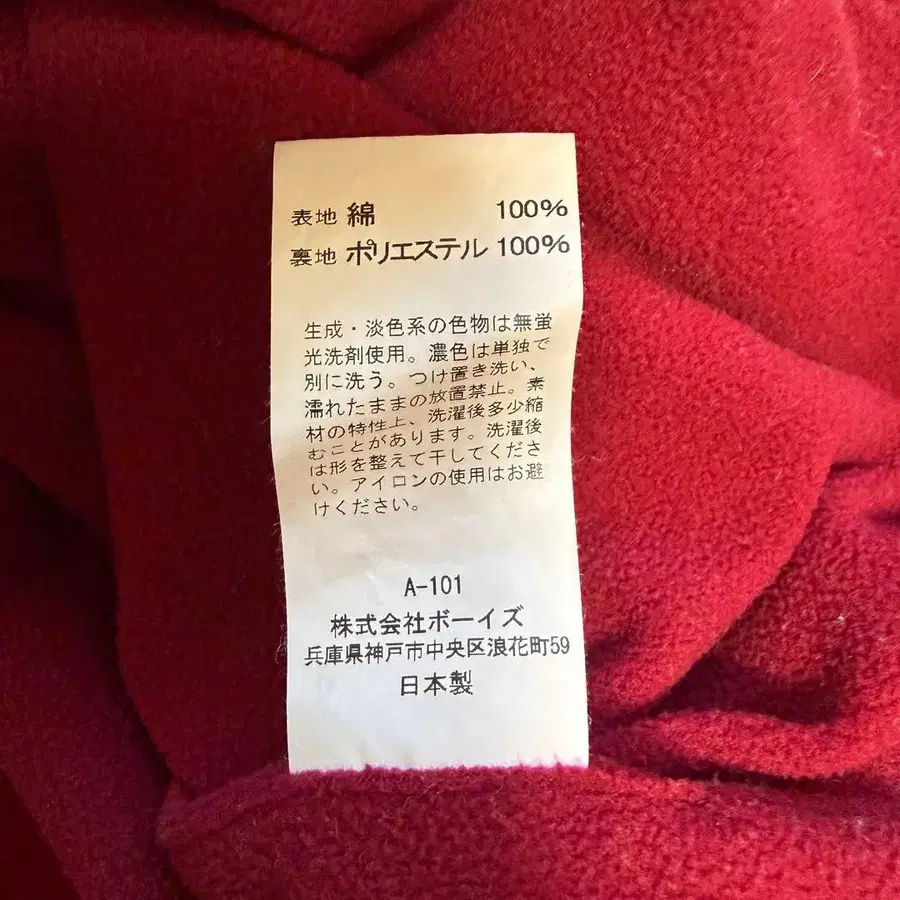 表地 綿 100%
裏地 ポリエステル 100%
生成・淡色系の色物は無蛍
光洗剤使用。濃色は単独で
別に洗う。つけ置き洗い、
濡れたままの放置禁止。素
材の特性上、洗濯後多少縮
むことがあります。洗濯後
は形を整えて干してくださ
い。アイロンの使用はお避
けください。
A-101
株式会社ボーイズ
兵庫県神戸市中央区浪花町59
日本製